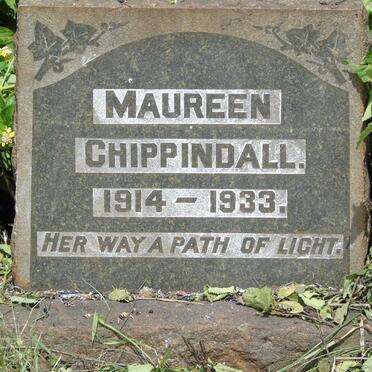 MAUREEN
CHIPPINDALL.
1914 – 1933.
HER WAY A PATH OF LIGHT.